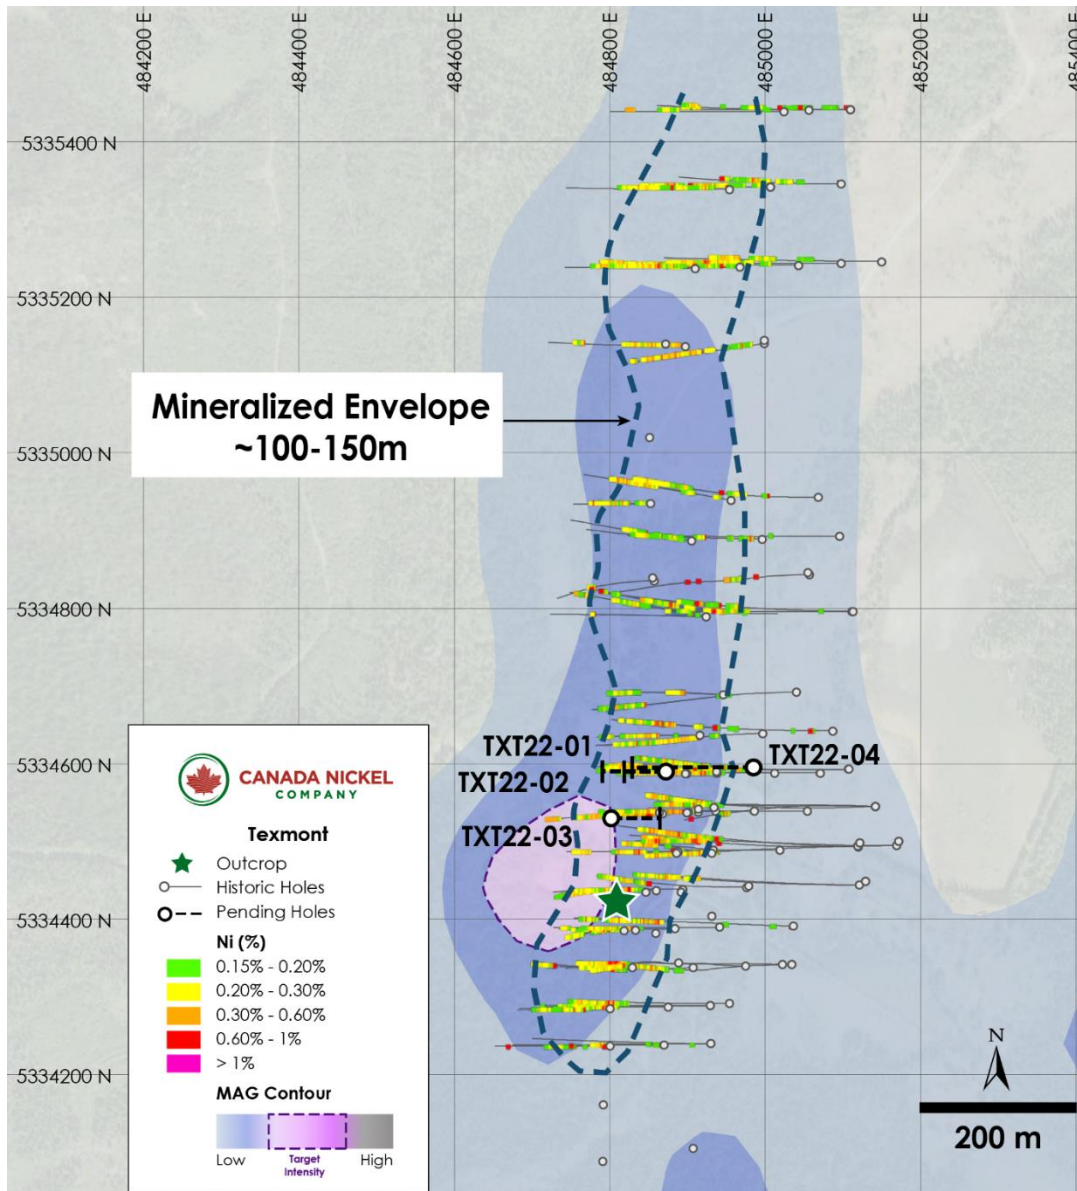 484200 E
484400 E
484600 E
484800 E
485000 E
485200 E
485400 E
5335400 N
5335200 N
Mineralized Envelope
~100-150m
5335000 N
5334800 N
5334600 N
TXT22-01
TXT22-02
TXT22-04
TXT22-03
5334400 N
5334200 N
CANADA NICKEL
COMPANY
Texmont
Outcrop
Historic Holes
Pending Holes
Ni (%)
0.15% - 0.20%
0.20% - 0.30%
0.30% - 0.60%
0.60% - 1%
> 1%
MAG Contour
Low
Target
Intensity
High
N
200 m